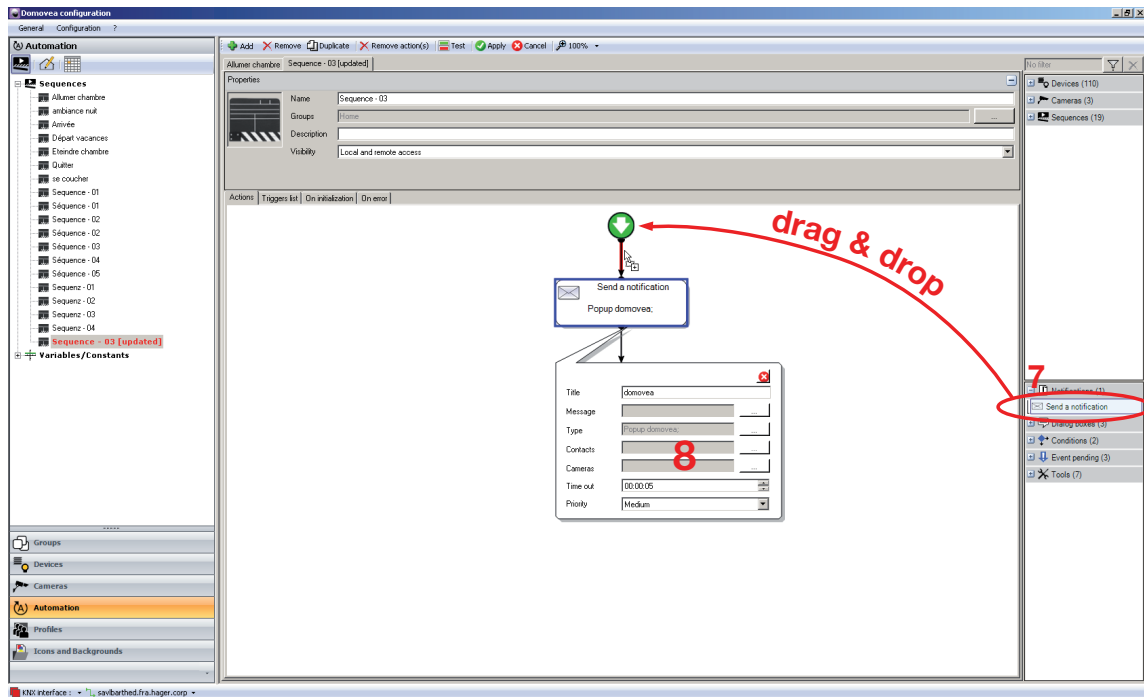 Domovea configuration
General Configuration ?
Automation
Add Remove Duplicate Remove action(s) Test Apply Cancel 100%
Allumer chambre Sequence - 03 [updated]
No filter
Sequences
Allumer chambre
ambiance nuit
Arrivée
Départ vacances
Eteindre chambre
Quitter
se coucher
Sequence - 01
Séquence - 01
Sequence - 02
Séquence - 02
Séquence - 03
Séquence - 04
Séquence - 05
Sequenz - 01
Sequenz - 02
Sequenz - 03
Sequenz - 04
Sequence - 03 [updated]
Variables/Constants
Properties
Name Sequence - 03
Groups Home ...
Description
Visibility Local and remote access
Actions Triggers list On initialization On error
drag & drop
Send a notification
Popup domovea;
Title domovea
Message ...
Type Popup domovea; ...
Contacts ...
Cameras ...
Time out 00:00:05
Priority Medium
8
Devices (110)
Cameras (3)
Sequences (19)
7
Notifications (1)
Send a notification
Dialog boxes (3)
Conditions (2)
Event pending (3)
Tools (7)
Groups
Devices
Cameras
Automation
Profiles
Icons and Backgrounds
KNX interface : savibarthed.fra.hager.corp